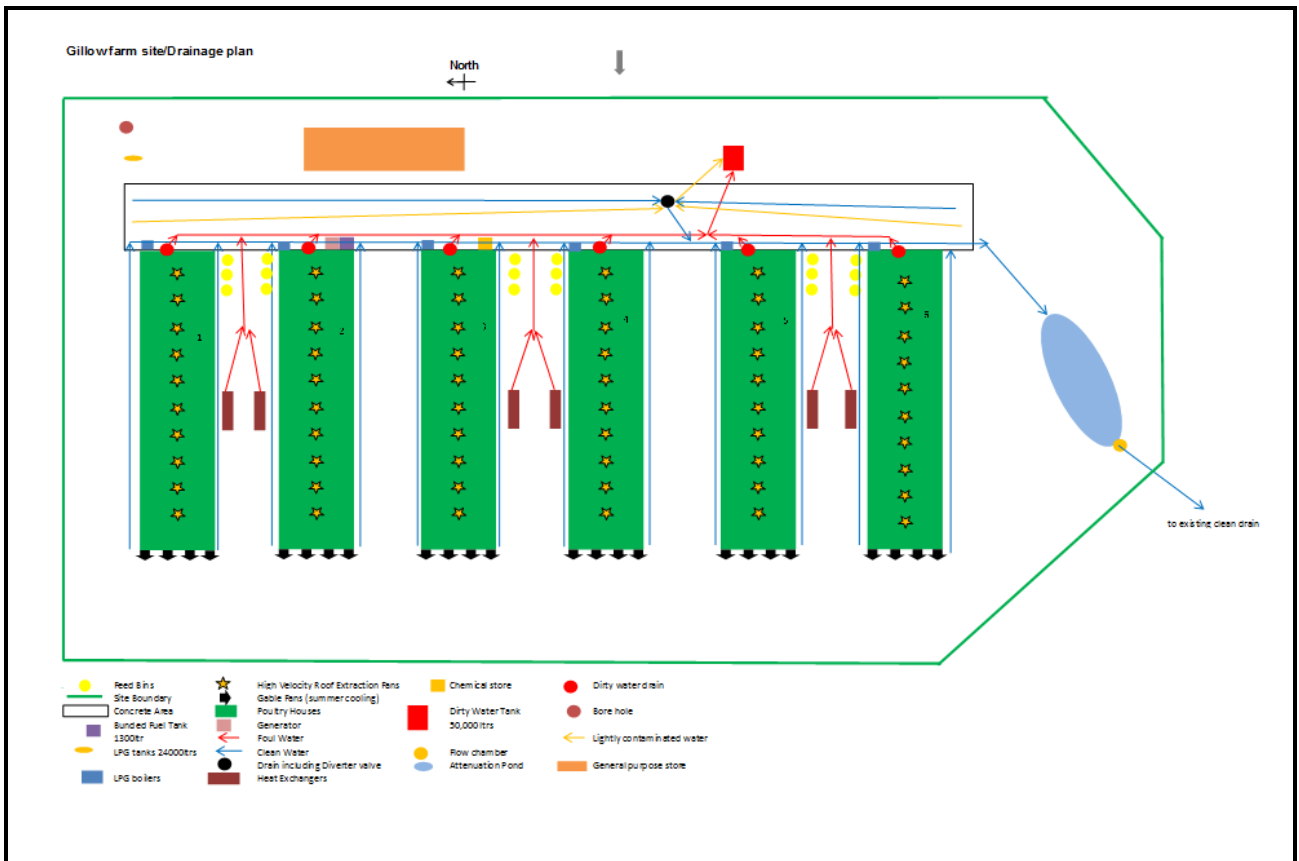 Gillowfarm site/Drainage plan
North
1
2
3
4
5
to existing clean drain
Feed Bins
High Velocity Roof Extraction Fans
Chemical store
Dirty water drain
Site Boundary
Gable Fans (summer cooling)
Concrete Area
Poultry Houses
Dirty Water Tank
50,000 ltrs
Bore hole
Bunded Fuel Tank
1300ltr
Generator
Foul Water
Lightly contaminated water
LPG tanks 24000ltrs
Clean Water
Flow chamber
Drain including Diverter valve
Attenuation Pond
General purpose store
LPG boilers
Heat Exchangers